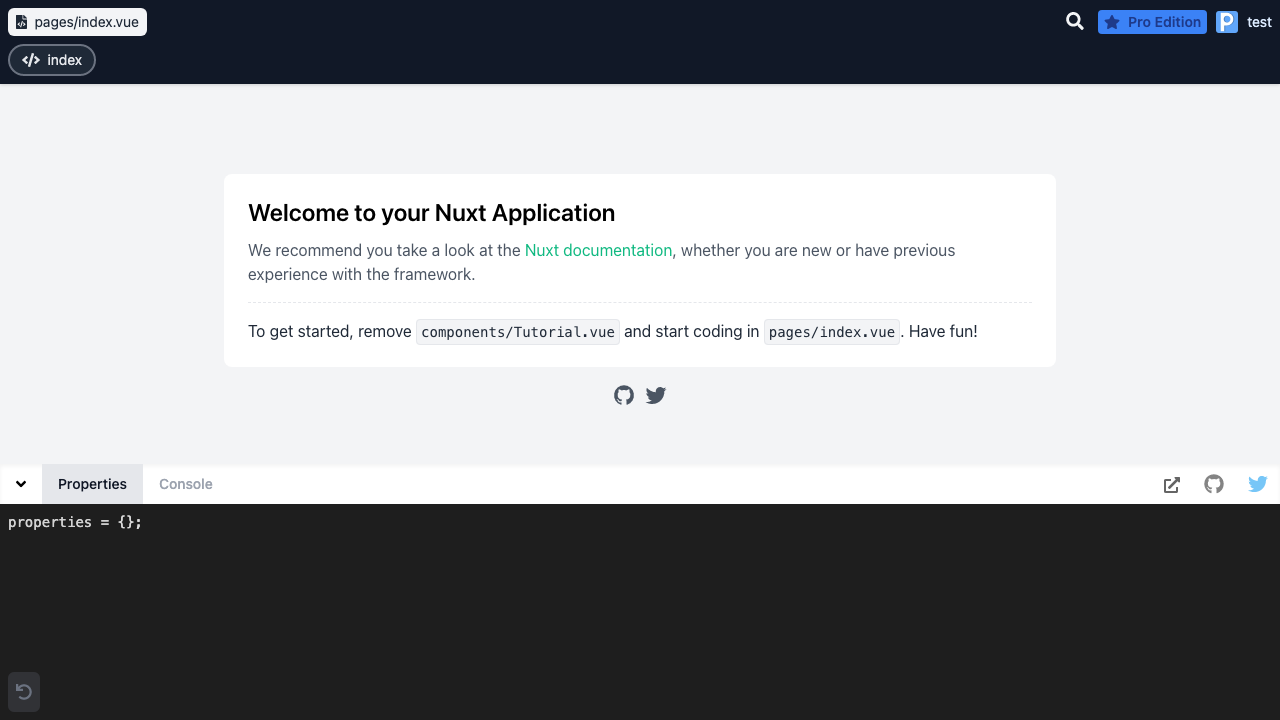 pages/index.vue
Pro Edition
test
index
Welcome to your Nuxt Application
We recommend you take a look at the Nuxt documentation, whether you are new or have previous
experience with the framework.
To get started, remove components/Tutorial.vue and start coding in pages/index.vue. Have fun!
Properties
Console
properties = {};